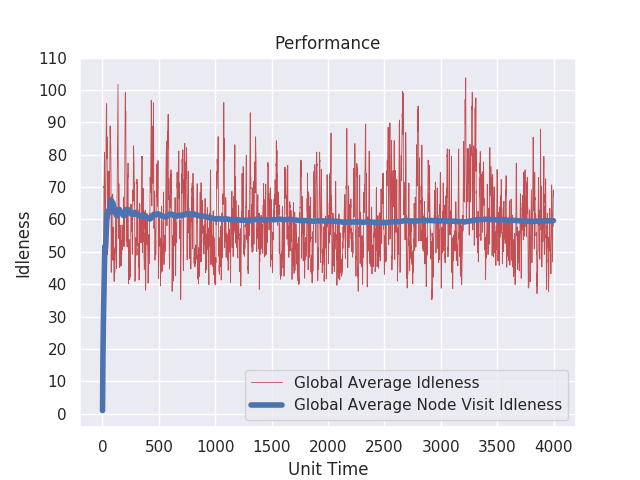 Performance
Idleness
110
100
90
80
70
60
50
40
30
20
10
0
Global Average Idleness
Global Average Node Visit Idleness
0 500 1000 1500 2000 2500 3000 3500 4000
Unit Time